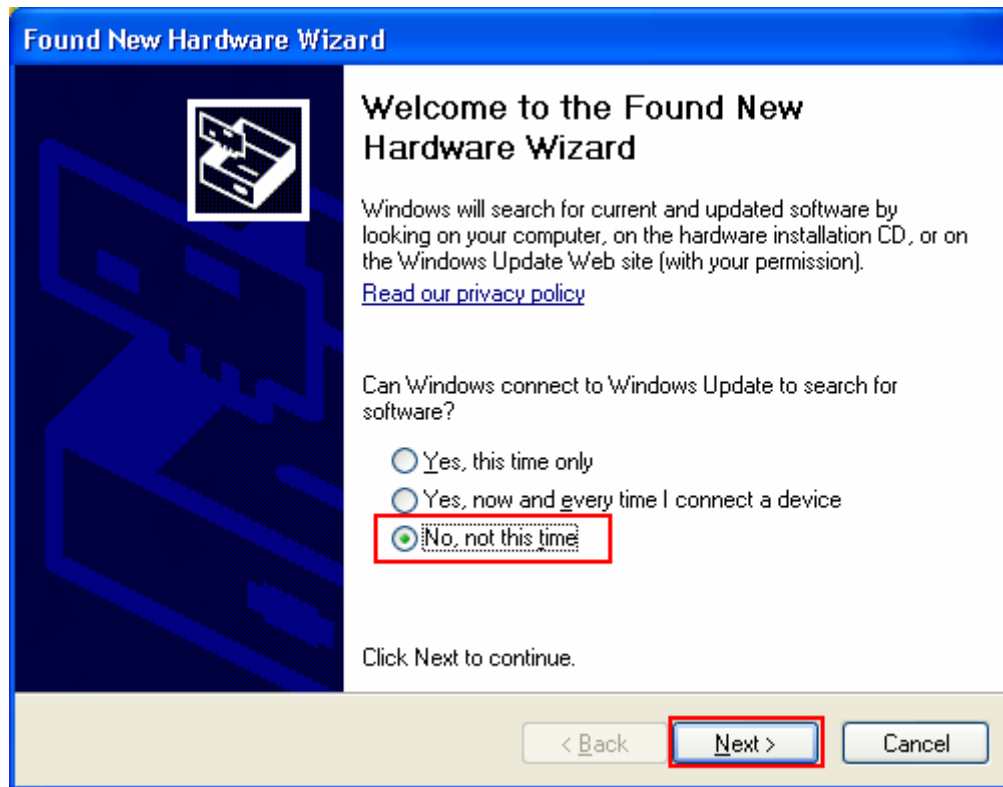 Found New Hardware Wizard
Welcome to the Found New
Hardware Wizard
Windows will search for current and updated software by
looking on your computer, on the hardware installation CD, or on
the Windows Update Web site (with your permission).
Read our privacy policy
Can Windows connect to Windows Update to search for
software?
Yes, this time only
Yes, now and every time I connect a device
No, not this time
Click Next to continue.
< Back Next > Cancel